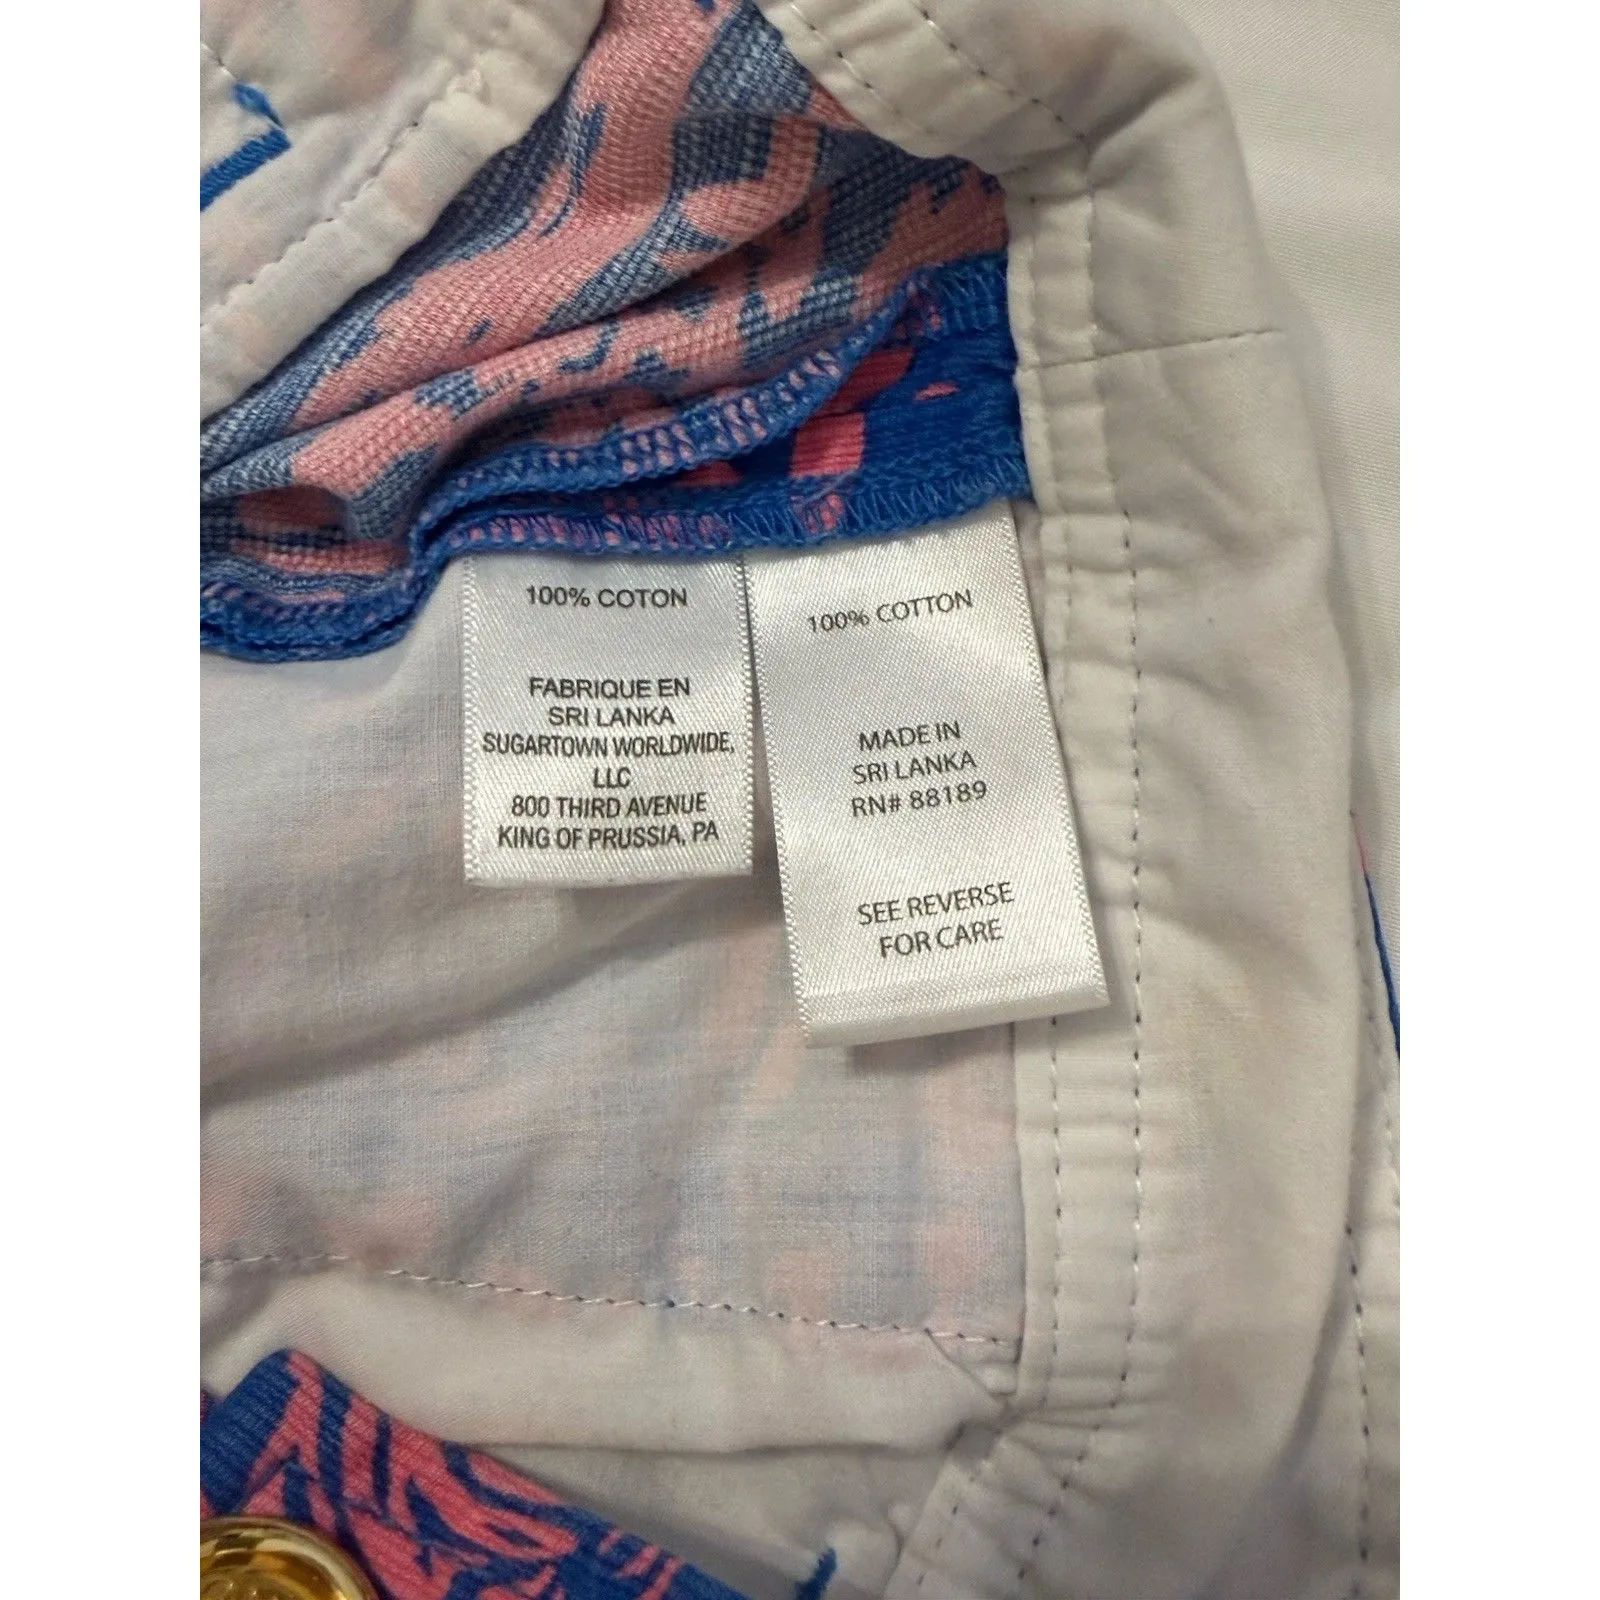 100% COTON
FABRIQUE EN
SRI LANKA
SUGARTOWN WORLDWIDE,
LLC
800 THIRD AVENUE
KING OF PRUSSIA, PA
100% COTTON
MADE IN
SRI LANKA
RN# 88189
SEE REVERSE
FOR CARE